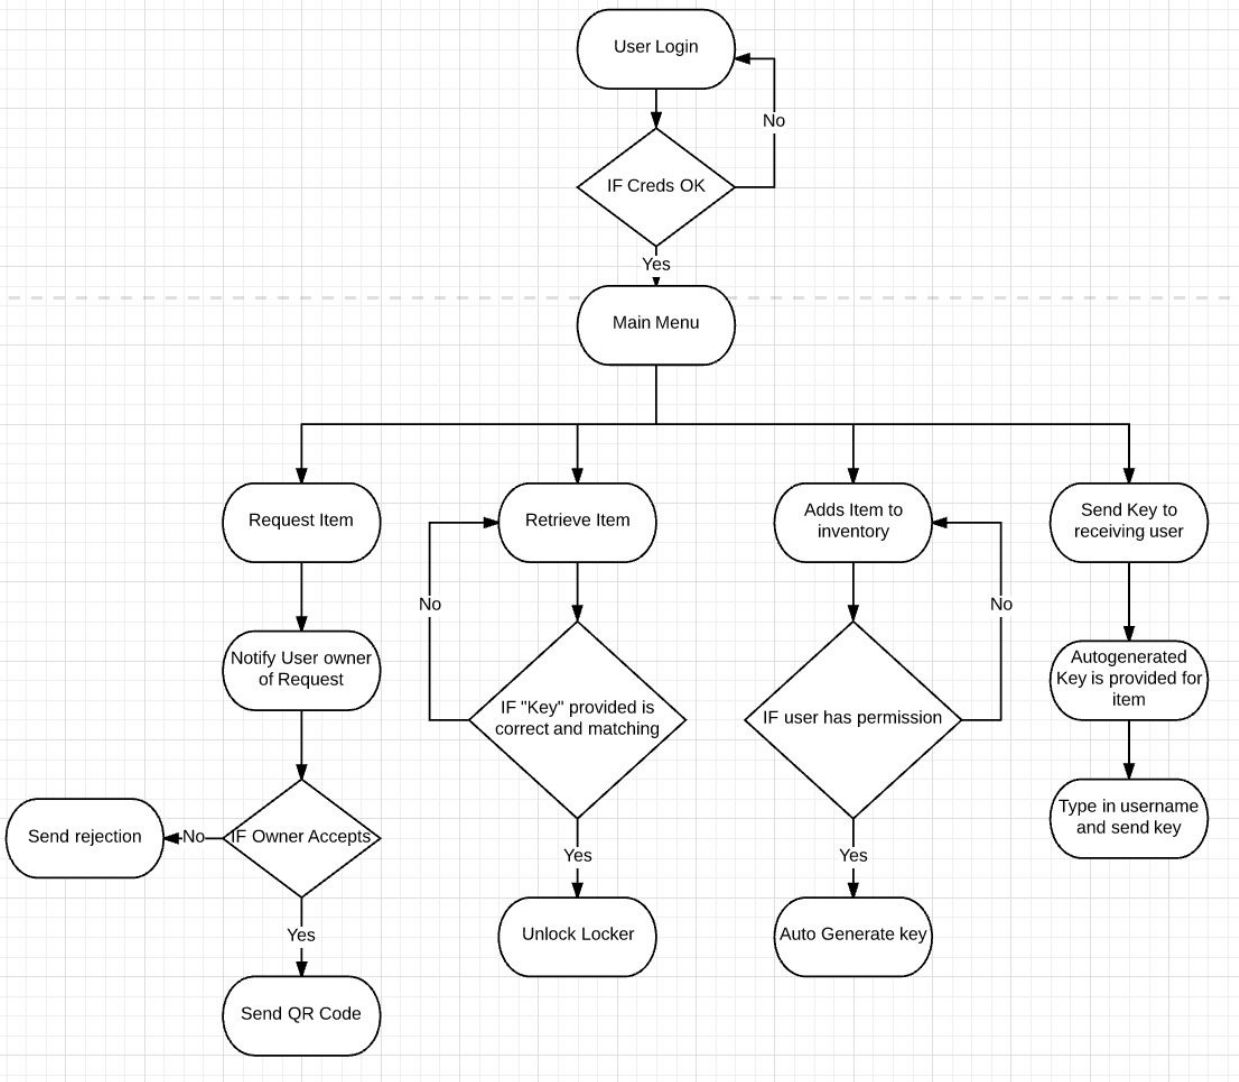 User Login
No
IF Creds OK
Yes
Main Menu
Request Item
Retrieve Item
Adds Item to
inventory
Send Key to
receiving user
No
No
Notify User owner
of Request
Autogenerated
Key is provided for
item
IF "Key" provided is
correct and matching
IF user has permission
Type in username
and send key
Send rejection
No
IF Owner Accepts
Yes
Yes
Yes
Unlock Locker
Auto Generate key
Send QR Code